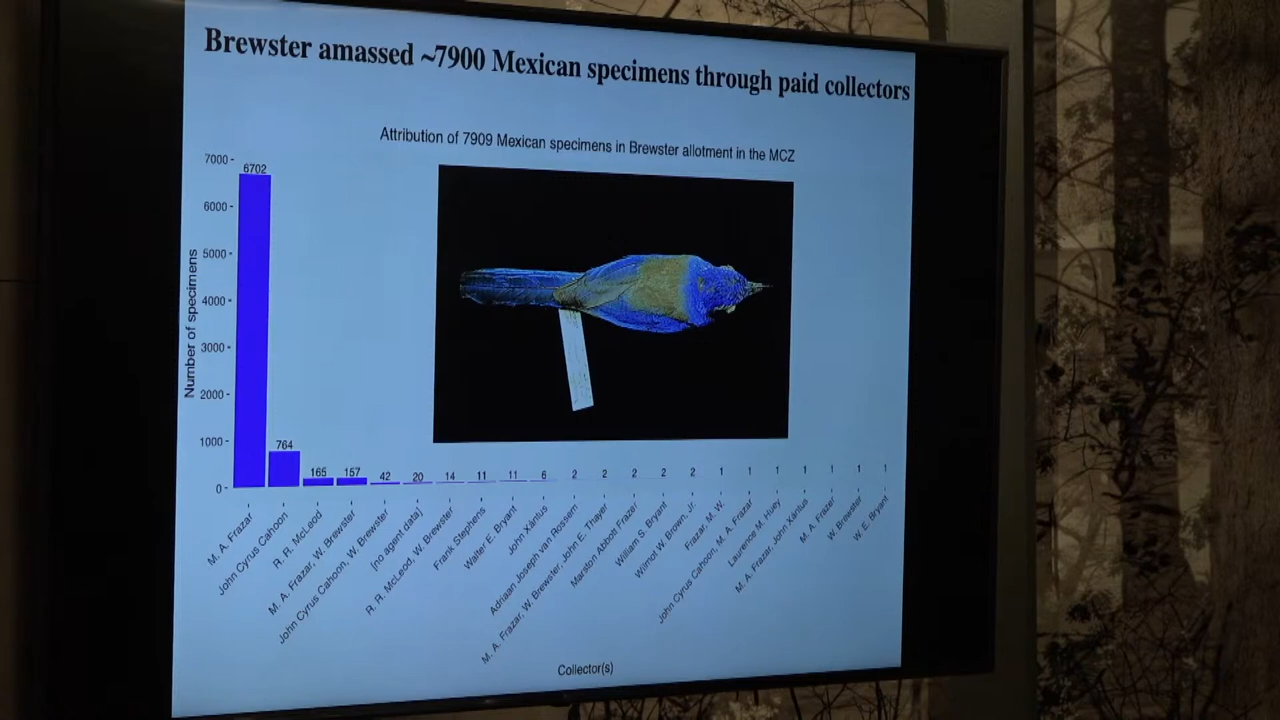 Brewster amassed ~7900 Mexican specimens through paid collectors
Attribution of 7909 Mexican specimens in Brewster allotment in the MCZ
Number of specimens
7000
6000
5000
4000
3000
2000
1000
0
6702
764
165
157
42
20
14
11
11
6
2
2
2
2
2
1
1
1
1
1
1
1
M. A. Frazar
John Cyrus Cahoon
R. R. McLeod
M. A. Frazar, W. Brewster
John Cyrus Cahoon, W. Brewster
[no agent data]
R. R. McLeod, W. Brewster
Frank Stephens
Walter E. Bryant
John Xántus
Adriaan Joseph van Rossem
M. A. Frazar, W. Brewster, John E. Thayer
Marston Abbott Frazer
William S. Bryant
Wilmot W. Brown, Jr.
Frazar, M. W.
John Cyrus Cahoon, M. A. Frazar
Laurence M. Huey
M. A. Frazar, John Xántus
M. A. Frazer
W. Brewster
W. E. Bryant
Collector(s)